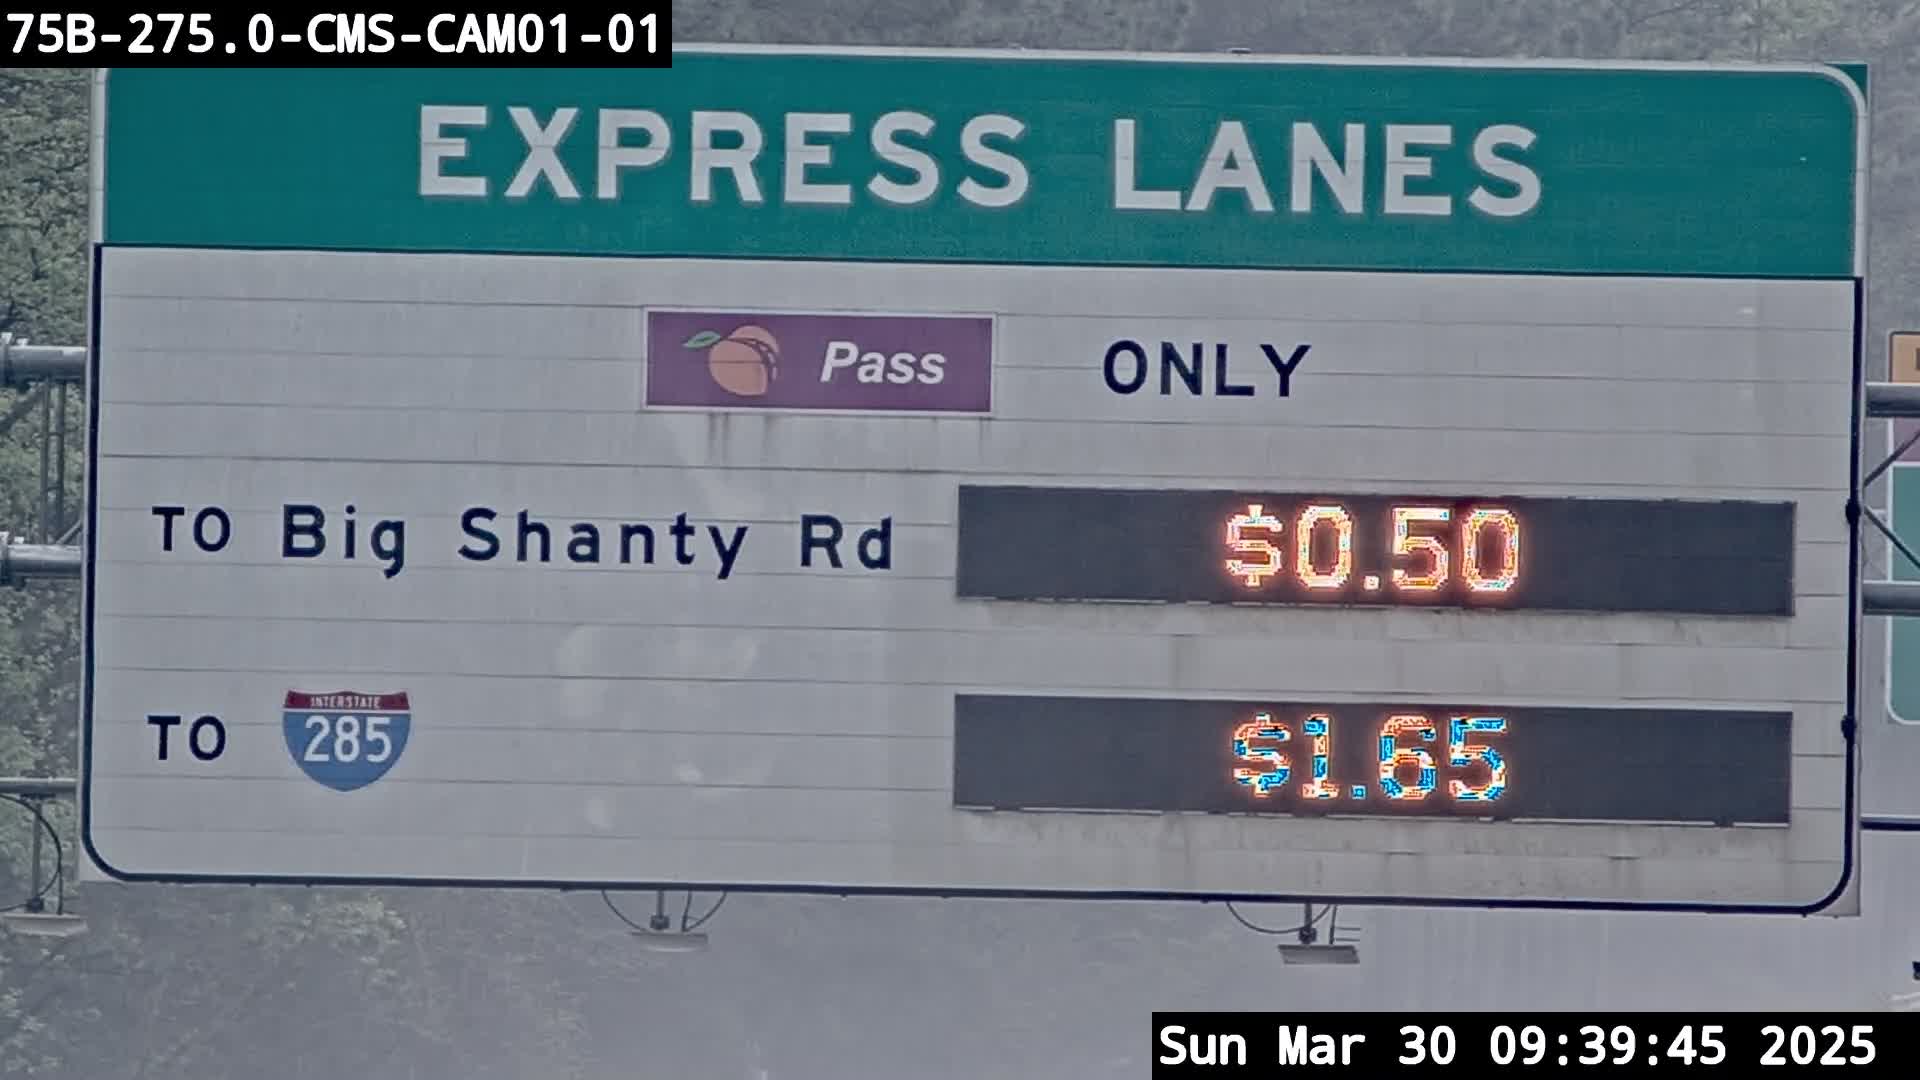 75B-275.0-CMS-CAM01-01
EXPRESS LANES
Pass ONLY
TO Big Shanty Rd $0.50
TO INTERSTATE 285 $1.65
Sun Mar 30 09:39:45 2025